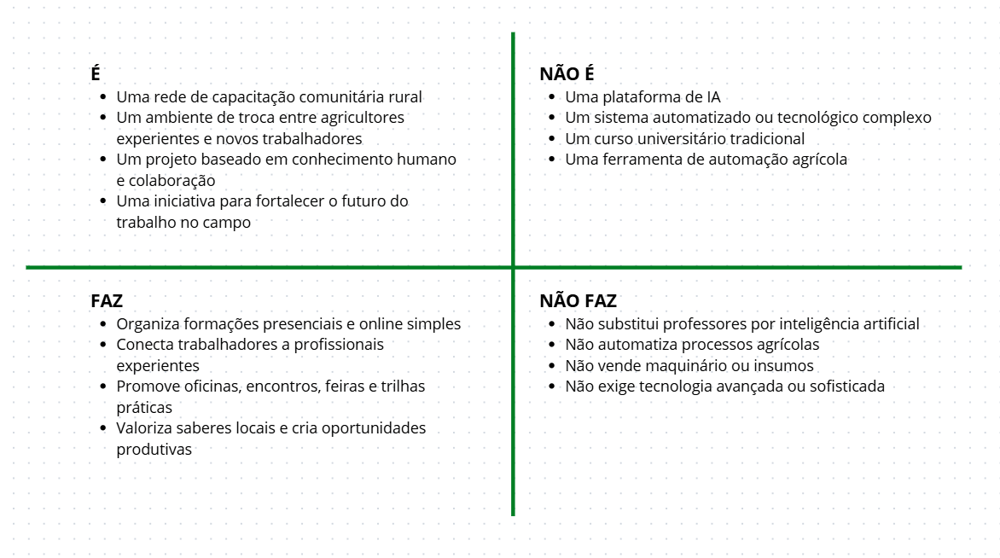 É
• Uma rede de capacitação comunitária rural
• Um ambiente de troca entre agricultores
experientes e novos trabalhadores
• Um projeto baseado em conhecimento humano
e colaboração
• Uma iniciativa para fortalecer o futuro do
trabalho no campo
NÃO É
• Uma plataforma de IA
• Um sistema automatizado ou tecnológico complexo
• Um curso universitário tradicional
• Uma ferramenta de automação agrícola
FAZ
• Organiza formações presenciais e online simples
• Conecta trabalhadores a profissionais
experientes
• Promove oficinas, encontros, feiras e trilhas
práticas
• Valoriza saberes locais e cria oportunidades
produtivas
NÃO FAZ
• Não substitui professores por inteligência artificial
• Não automatiza processos agrícolas
• Não vende maquinário ou insumos
• Não exige tecnologia avançada ou sofisticada